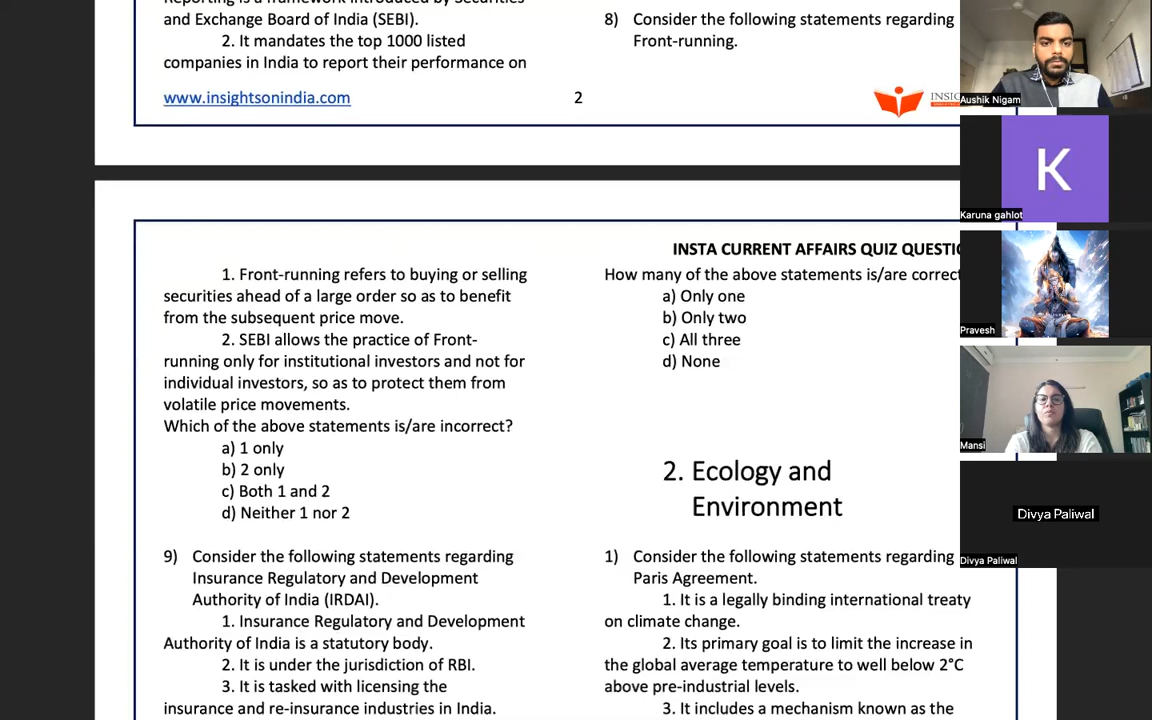 Reporting is a framework introduced by Securities
and Exchange Board of India (SEBI).
2. It mandates the top 1000 listed
companies in India to report their performance on
8) Consider the following statements regarding
Front-running.
www.insightsonindia.com
2
1. Front-running refers to buying or selling
securities ahead of a large order so as to benefit
from the subsequent price move.
2. SEBI allows the practice of Front-
running only for institutional investors and not for
individual investors, so as to protect them from
volatile price movements.
Which of the above statements is/are incorrect?
a) 1 only
b) 2 only
c) Both 1 and 2
d) Neither 1 nor 2
9) Consider the following statements regarding
Insurance Regulatory and Development
Authority of India (IRDAI).
1. Insurance Regulatory and Development
Authority of India is a statutory body.
2. It is under the jurisdiction of RBI.
3. It is tasked with licensing the
insurance and re-insurance industries in India.
INSTA CURRENT AFFAIRS QUIZ
How many of the above statements is/are correct
a) Only one
b) Only two
c) All three
d) None
2. Ecology and
Environment
1) Consider the following statements regarding
Paris Agreement.
1. It is a legally binding international treaty
on climate change.
2. Its primary goal is to limit the increase in
the global average temperature to well below 2°C
above pre-industrial levels.
3. It includes a mechanism known as the
Aushik Nigam
K
Karuna gahlot
Pravesh
Mansi
Divya Paliwal
Divya Paliwal